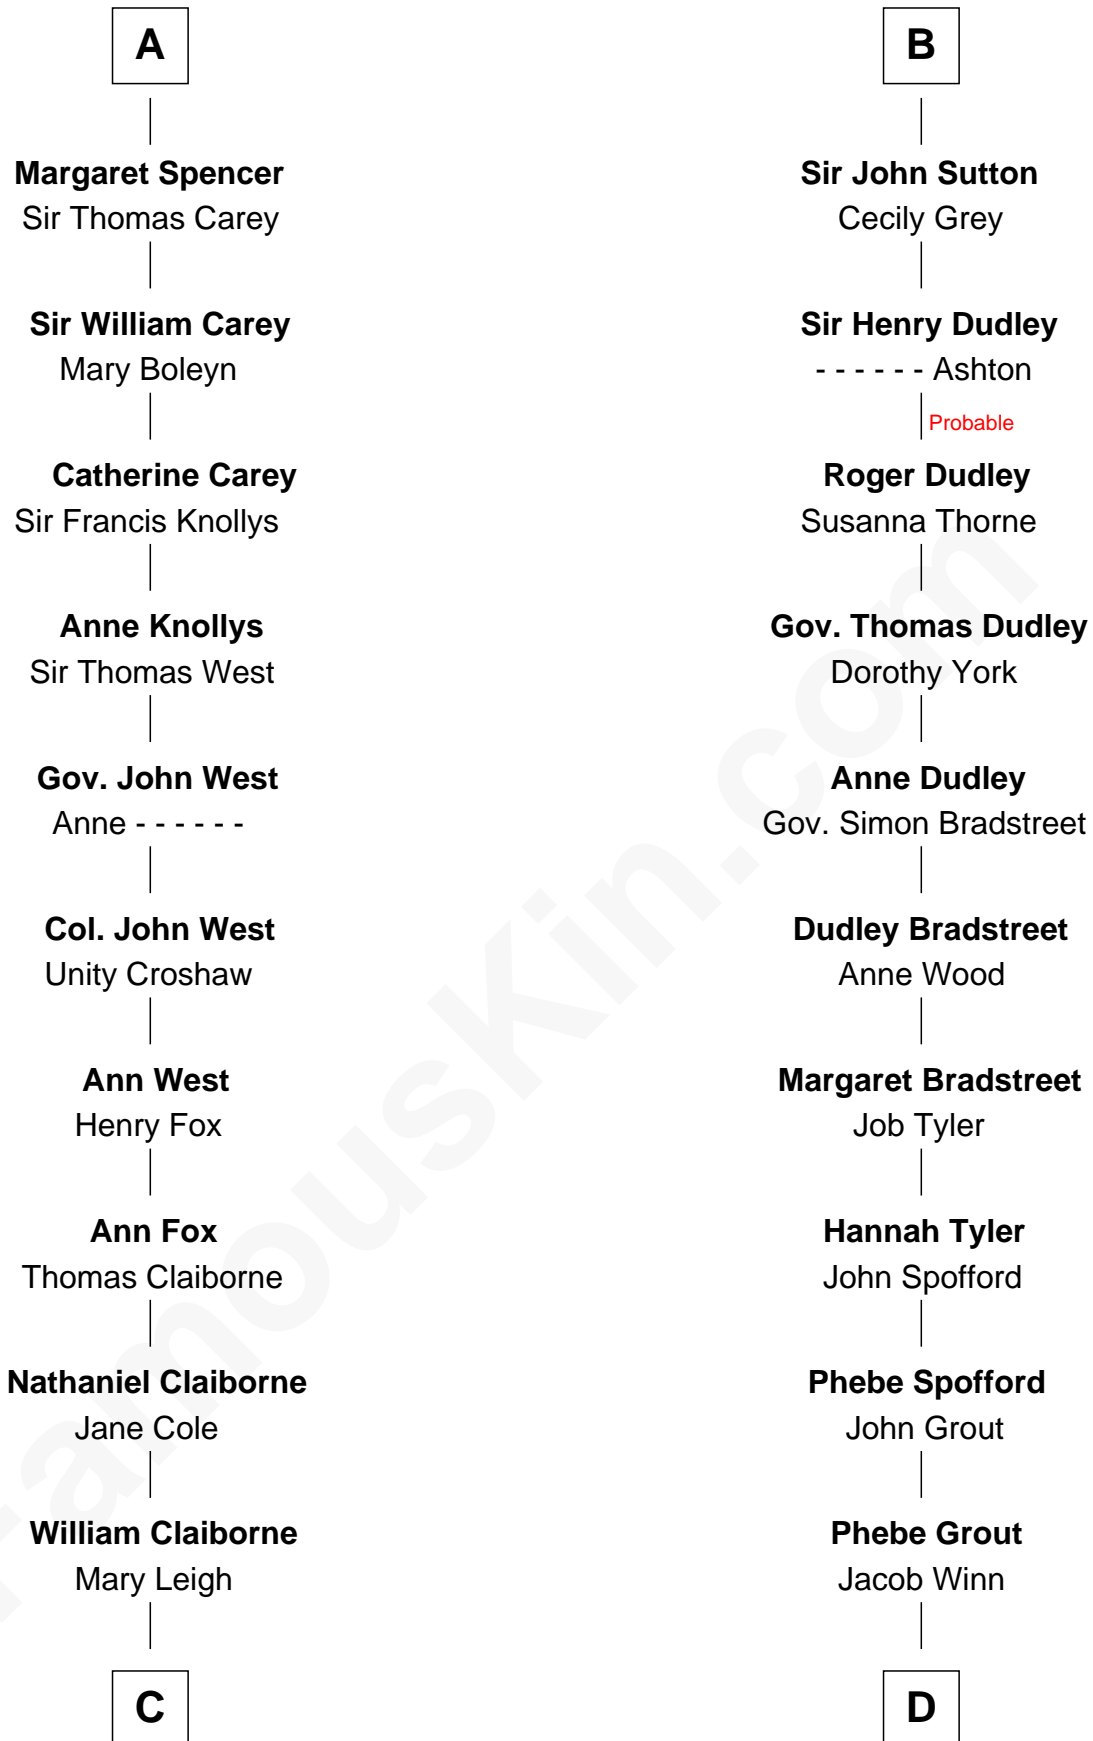 A
Margaret Spencer
Sir Thomas Carey
Sir William Carey
Mary Boleyn
Catherine Carey
Sir Francis Knollys
Anne Knollys
Sir Thomas West
Gov. John West
Anne - - - - - -
Col. John West
Unity Croshaw
Ann West
Henry Fox
Ann Fox
Thomas Claiborne
Nathaniel Claiborne
Jane Cole
William Claiborne
Mary Leigh
C
B
Sir John Sutton
Cecily Grey
Sir Henry Dudley
- - - - - - Ashton
Probable
Roger Dudley
Susanna Thorne
Gov. Thomas Dudley
Dorothy York
Anne Dudley
Gov. Simon Bradstreet
Dudley Bradstreet
Anne Wood
Margaret Bradstreet
Job Tyler
Hannah Tyler
John Spofford
Phebe Spofford
John Grout
Phebe Grout
Jacob Winn
D
FamousKin.com